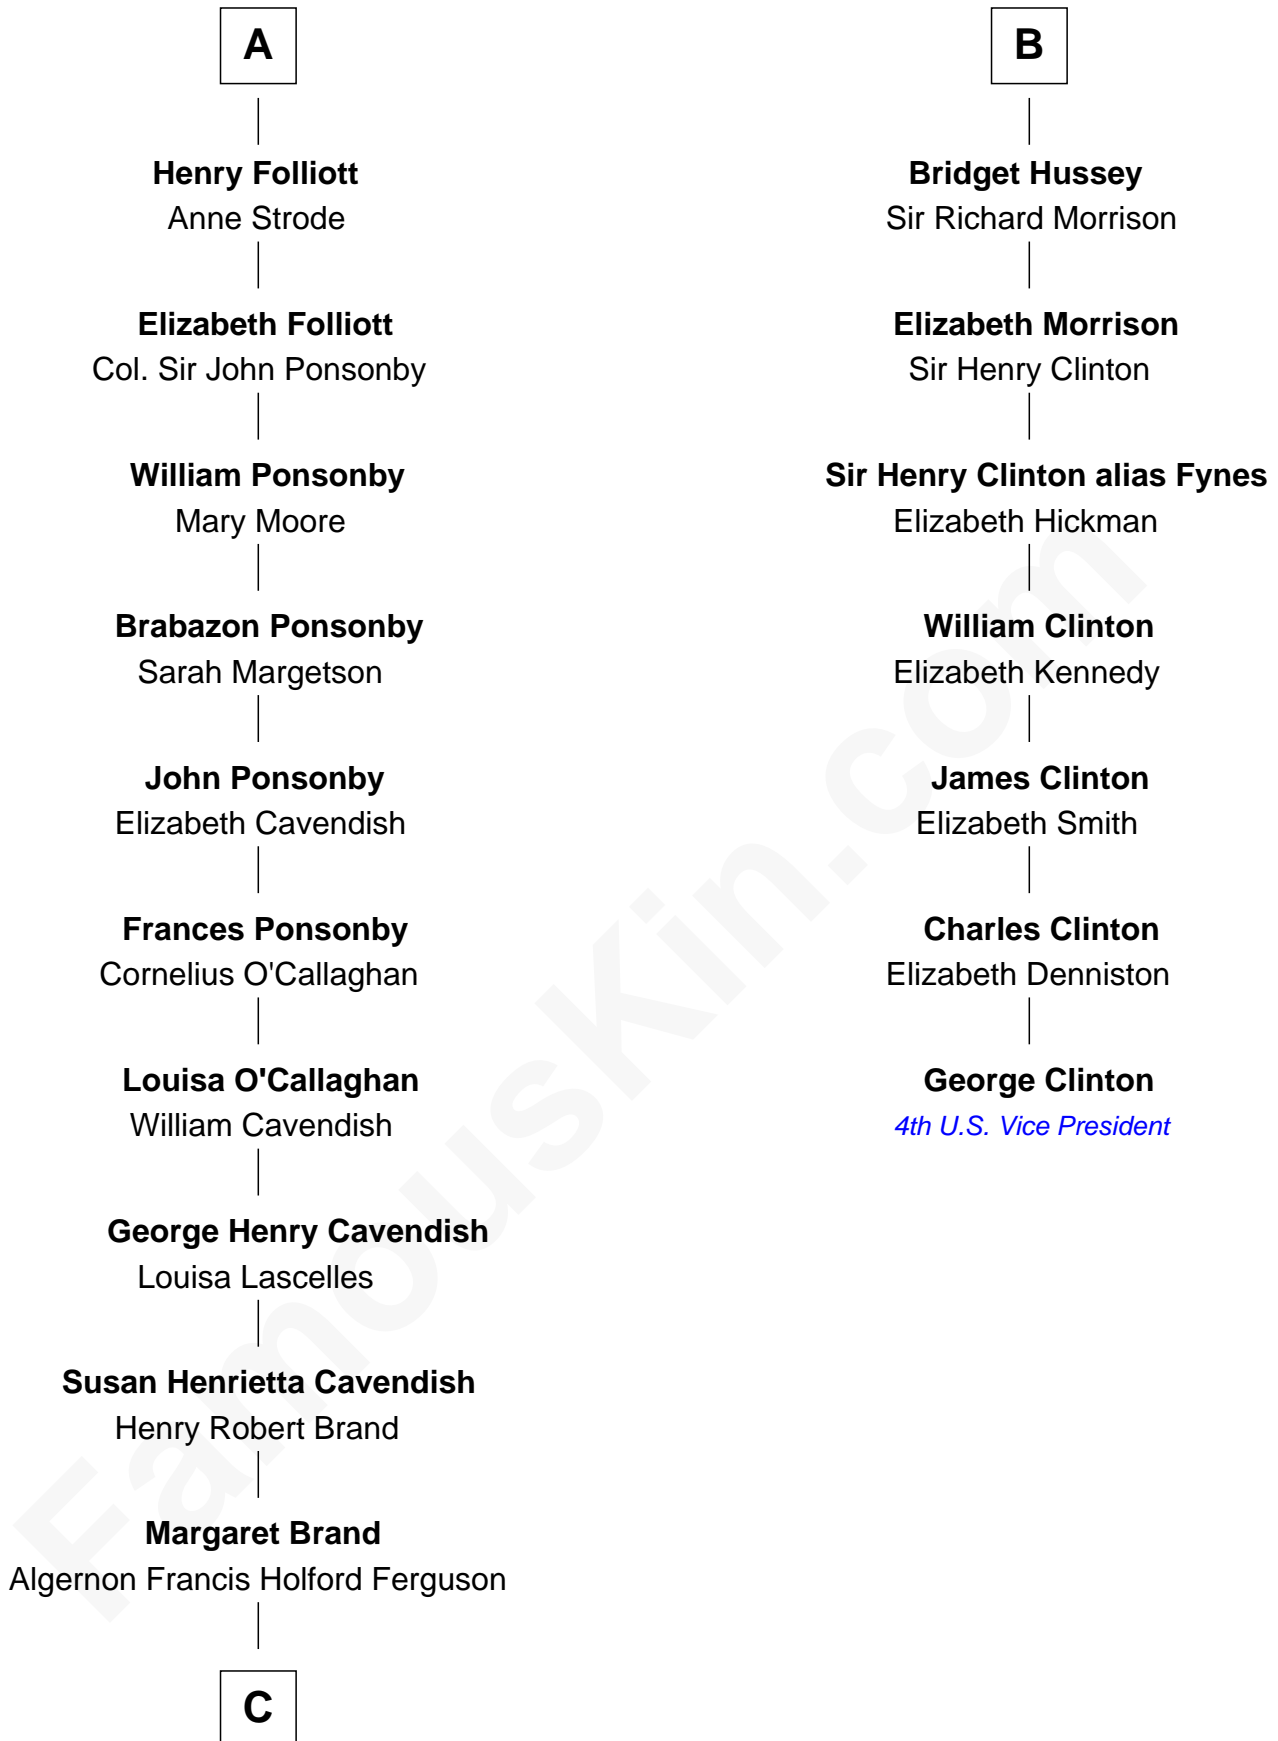 A
Henry Folliott
Anne Strode
Elizabeth Folliott
Col. Sir John Ponsonby
William Ponsonby
Mary Moore
Brabazon Ponsonby
Sarah Margetson
John Ponsonby
Elizabeth Cavendish
Frances Ponsonby
Cornelius O'Callaghan
Louisa O'Callaghan
William Cavendish
George Henry Cavendish
Louisa Lascelles
Susan Henrietta Cavendish
Henry Robert Brand
Margaret Brand
Algernon Francis Holford Ferguson
C
B
Bridget Hussey
Sir Richard Morrison
Elizabeth Morrison
Sir Henry Clinton
Sir Henry Clinton alias Fynes
Elizabeth Hickman
William Clinton
Elizabeth Kennedy
James Clinton
Elizabeth Smith
Charles Clinton
Elizabeth Denniston
George Clinton
4th U.S. Vice President
FamousKin.com